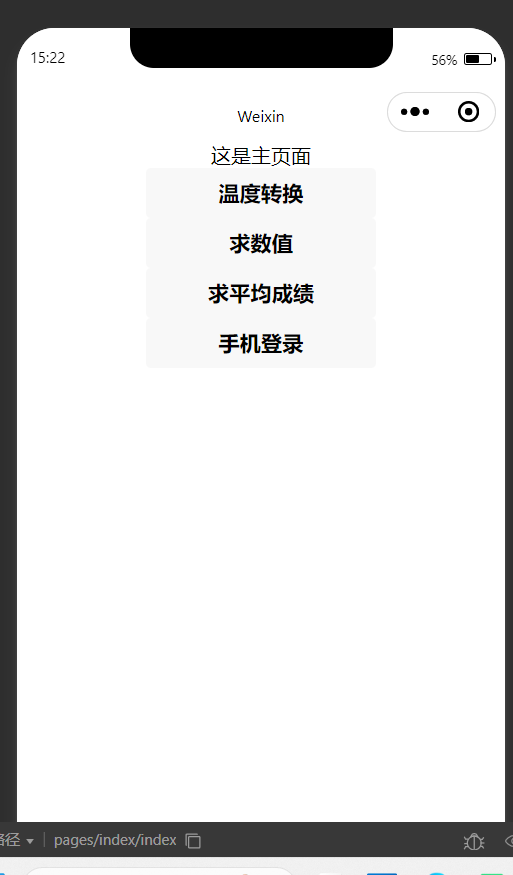 15:22
56%
Weixin
这是主页面
温度转换
求数值
求平均成绩
手机登录
路径 pages/index/index